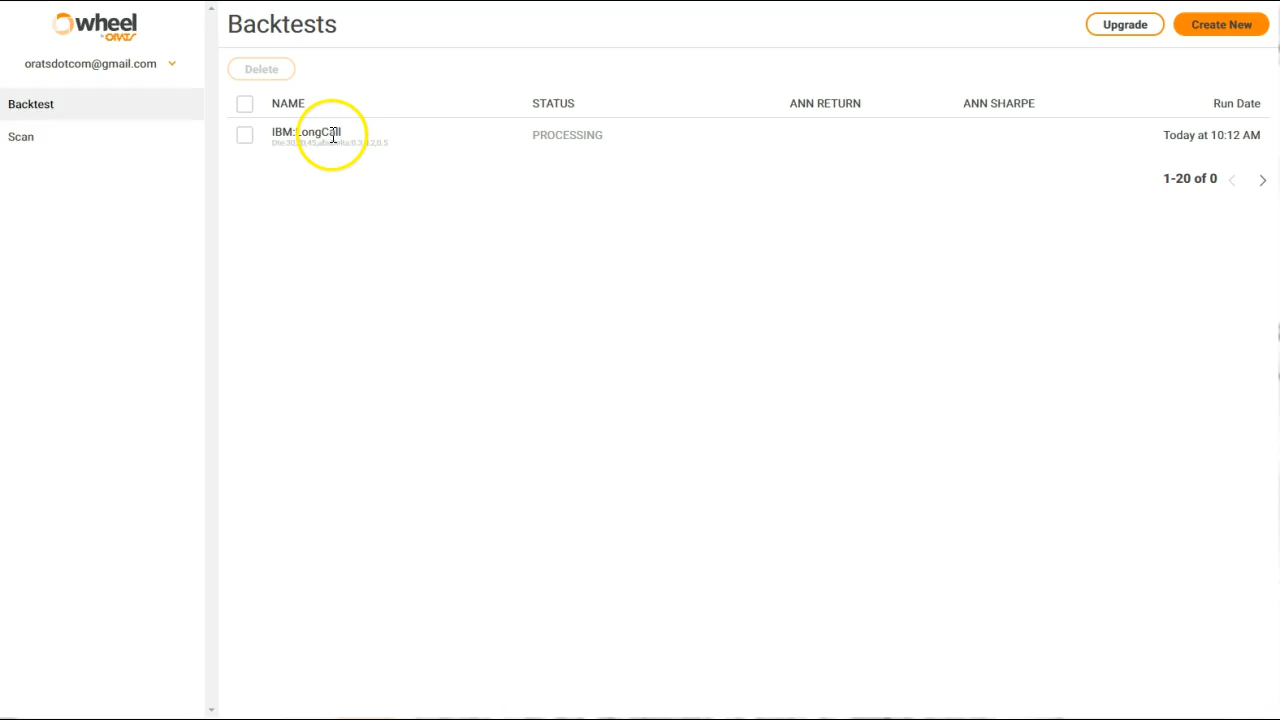 wheel
by ORATS
oratsdotcom@gmail.com
Backtest
Scan
Backtests
Upgrade
Create New
Delete
NAME STATUS ANN RETURN ANN SHARPE Run Date
IBM:LongCall PROCESSING Today at 10:12 AM
1-20 of 0